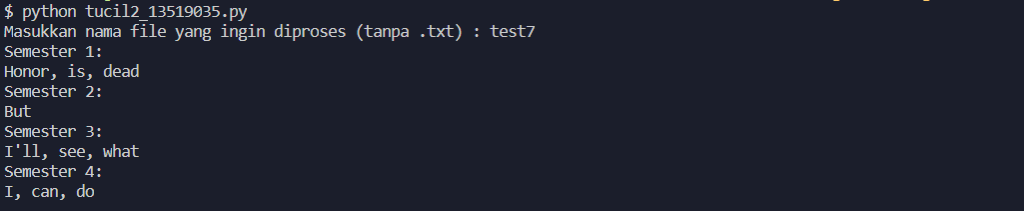 $ python tucil2_13519035.py
Masukkan nama file yang ingin diproses (tanpa .txt) : test7
Semester 1:
Honor, is, dead
Semester 2:
But
Semester 3:
I'll, see, what
Semester 4:
I, can, do